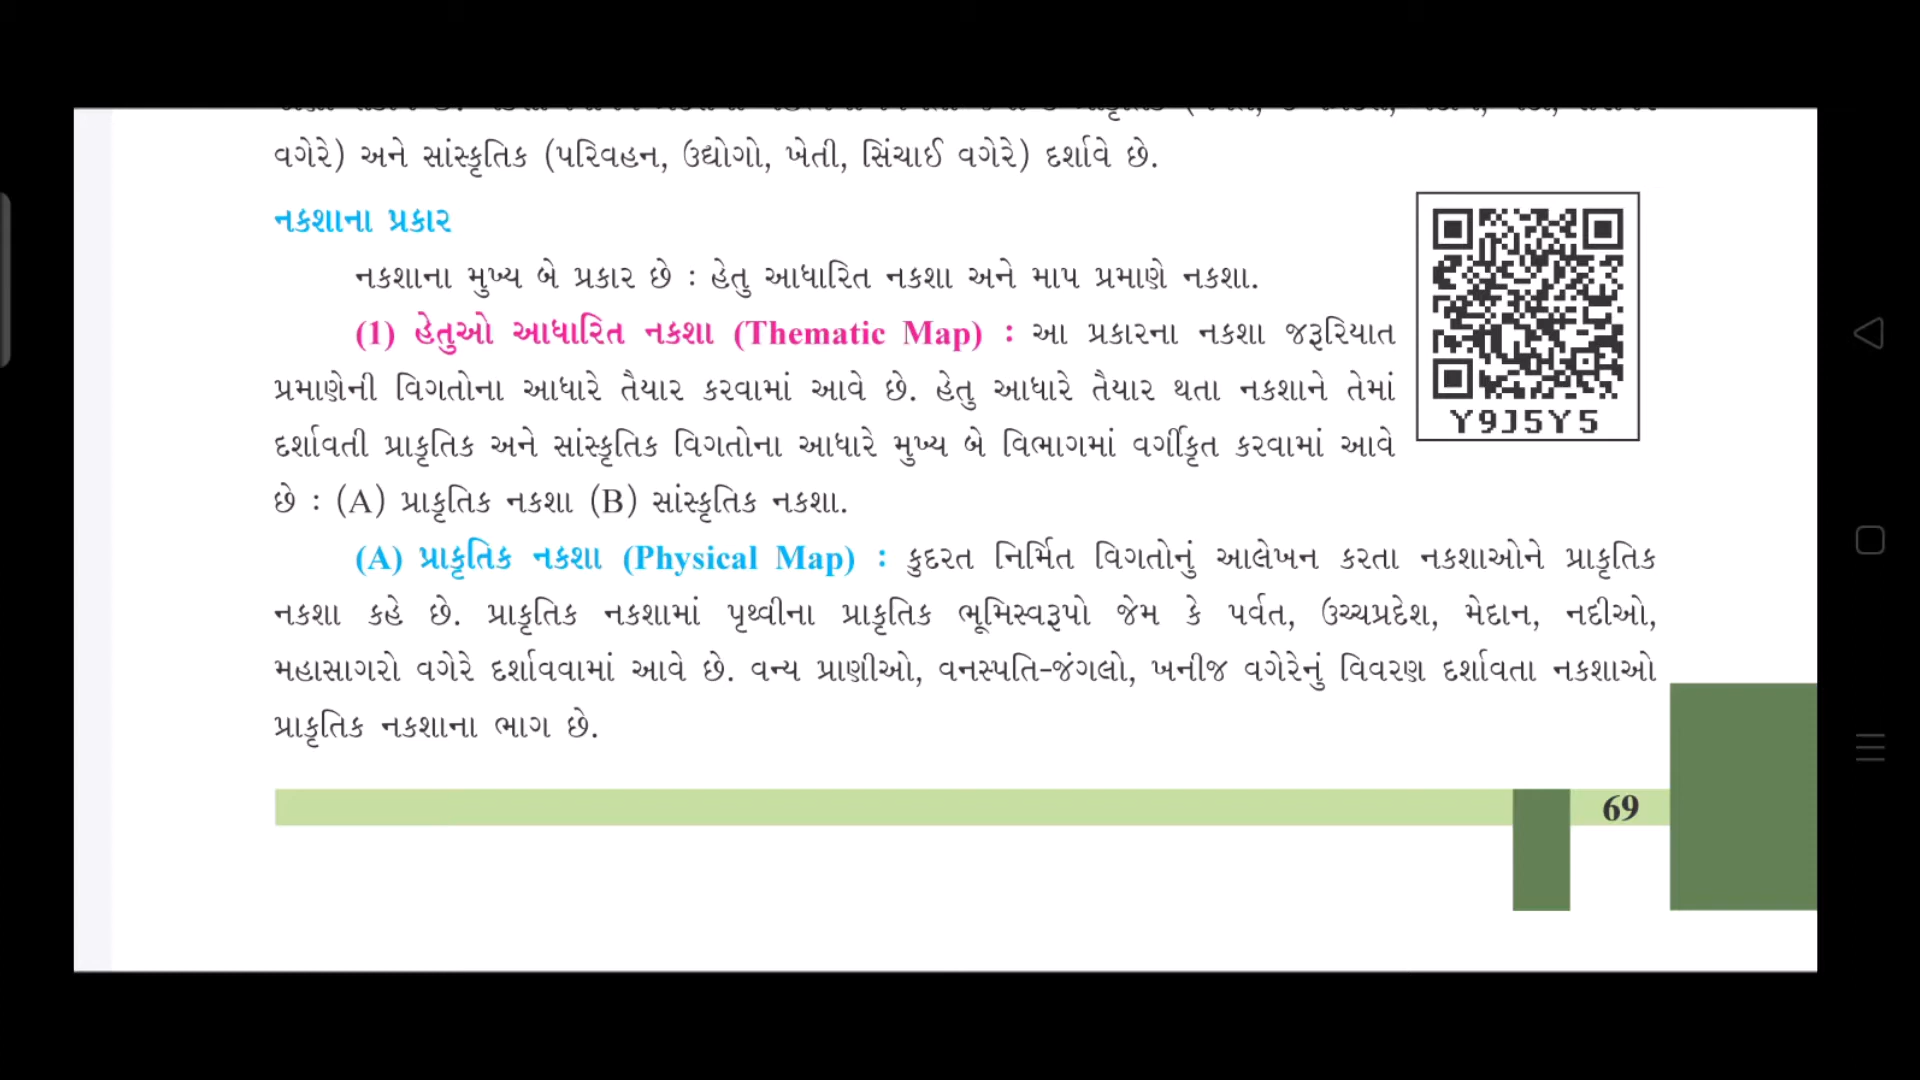 વગેરે) અને સાંસ્કૃતિક (પરિવહન, ઉદ્યોગો, ખેતી, સિંચાઈ વગેરે) દર્શાવે છે.
નકશાના પ્રકાર
નકશાના મુખ્ય બે પ્રકાર છે : હેતુ આધારિત નકશા અને માપ પ્રમાણે નકશા.
(1) હેતુઓ આધારિત નકશા (Thematic Map) : આ પ્રકારના નકશા જરૂરિયાત
પ્રમાણેની વિગતોના આધારે તૈયાર કરવામાં આવે છે. હેતુ આધારે તૈયાર થતા નકશાને તેમાં
દર્શાવતી પ્રાકૃતિક અને સાંસ્કૃતિક વિગતોના આધારે મુખ્ય બે વિભાગમાં વર્ગીકૃત કરવામાં આવે
છે : (A) પ્રાકૃતિક નકશા (B) સાંસ્કૃતિક નકશા.
Y9J5Y5
(A) પ્રાકૃતિક નકશા (Physical Map) : કુદરત નિર્મિત વિગતોનું આલેખન કરતા નકશાઓને પ્રાકૃતિક
નકશા કહે છે. પ્રાકૃતિક નકશામાં પૃથ્વીના પ્રાકૃતિક ભૂમિસ્વરૂપો જેમ કે પર્વત, ઉચ્ચપ્રદેશ, મેદાન, નદીઓ,
મહાસાગરો વગેરે દર્શાવવામાં આવે છે. વન્ય પ્રાણીઓ, વનસ્પતિ-જંગલો, ખનીજ વગેરેનું વિવરણ દર્શાવતા નકશાઓ
પ્રાકૃતિક નકશાના ભાગ છે.
69